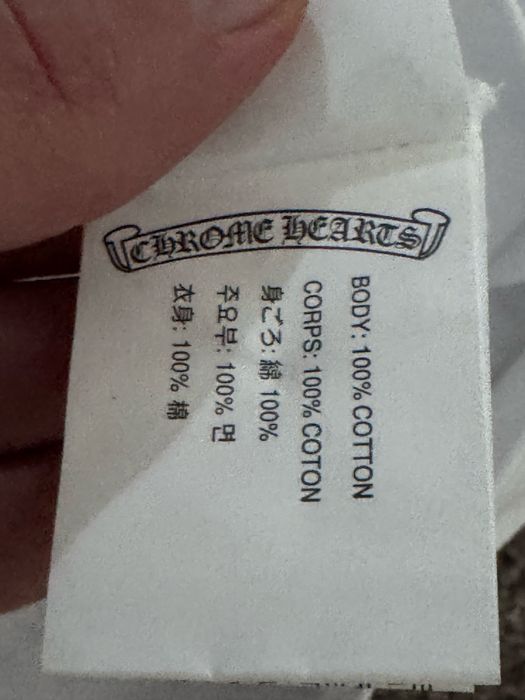 CHROME HEARTS
BODY: 100% COTTON
CORPS: 100% COTON
身ごろ: 綿 100%
주요부: 100% 면
衣身: 100% 棉